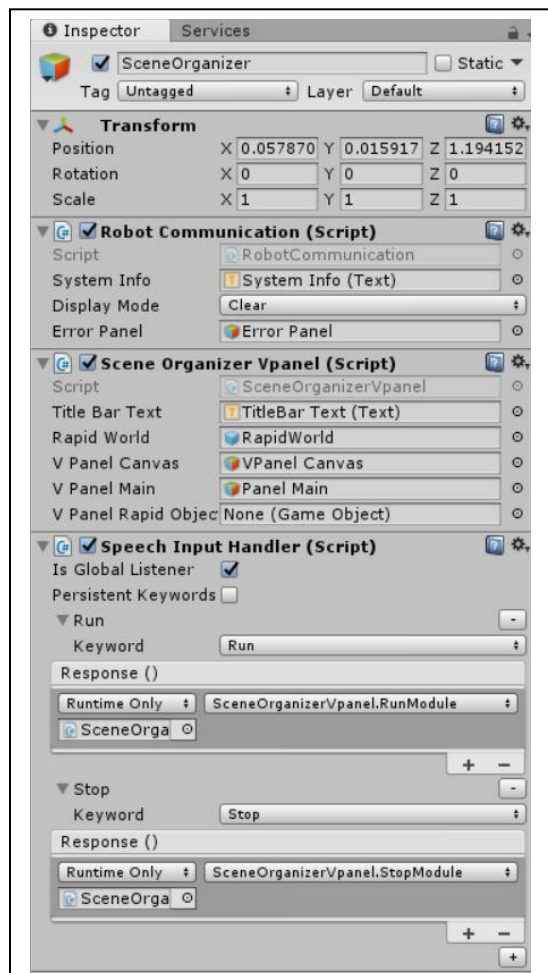 Inspector Services
SceneOrganizer Static
Tag Untagged Layer Default
Transform
Position X 0.057870 Y 0.015917 Z 1.194152
Rotation X 0 Y 0 Z 0
Scale X 1 Y 1 Z 1
Robot Communication (Script)
Script RobotCommunication
System Info System Info (Text)
Display Mode Clear
Error Panel Error Panel
Scene Organizer Vpanel (Script)
Script SceneOrganizerVpanel
Title Bar Text TitleBar Text (Text)
Rapid World RapidWorld
V Panel Canvas VPanel Canvas
V Panel Main Panel Main
V Panel Rapid Objec None (Game Object)
Speech Input Handler (Script)
Is Global Listener
Persistent Keywords
Run
Keyword Run
Response ()
Runtime Only SceneOrganizerVpanel.RunModule
SceneOrga
+ -
Stop
Keyword Stop
Response ()
Runtime Only SceneOrganizerVpanel.StopModule
SceneOrga
+ -
+